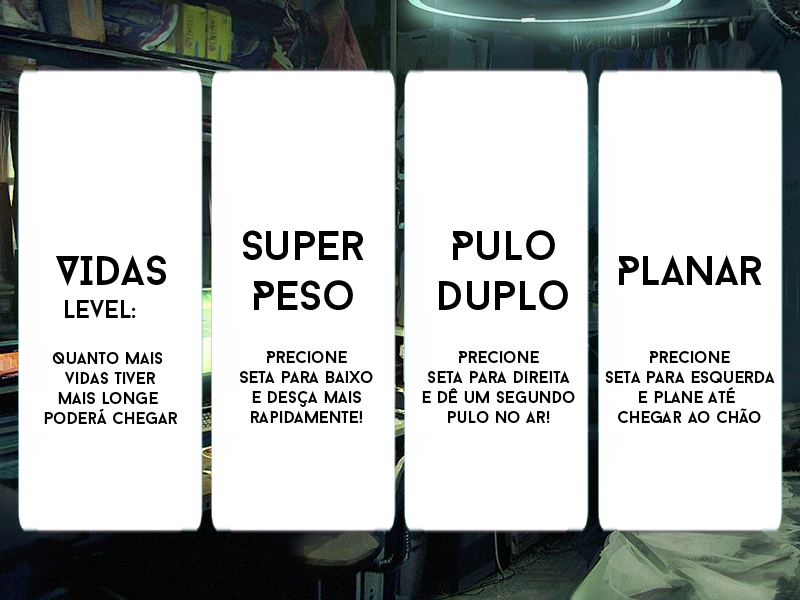 VIDAS
LEVEL:
QUANTO MAIS
VIDAS TIVER
MAIS LONGE
PODERÁ CHEGAR
SUPER
PESO
PRECIONE
SETA PARA BAIXO
E DESÇA MAIS
RAPIDAMENTE!
PULO
DUPLO
PRECIONE
SETA PARA DIREITA
E DÊ UM SEGUNDO
PULO NO AR!
PLANAR
PRECIONE
SETA PARA ESQUERDA
E PLANE ATÉ
CHEGAR AO CHÃO